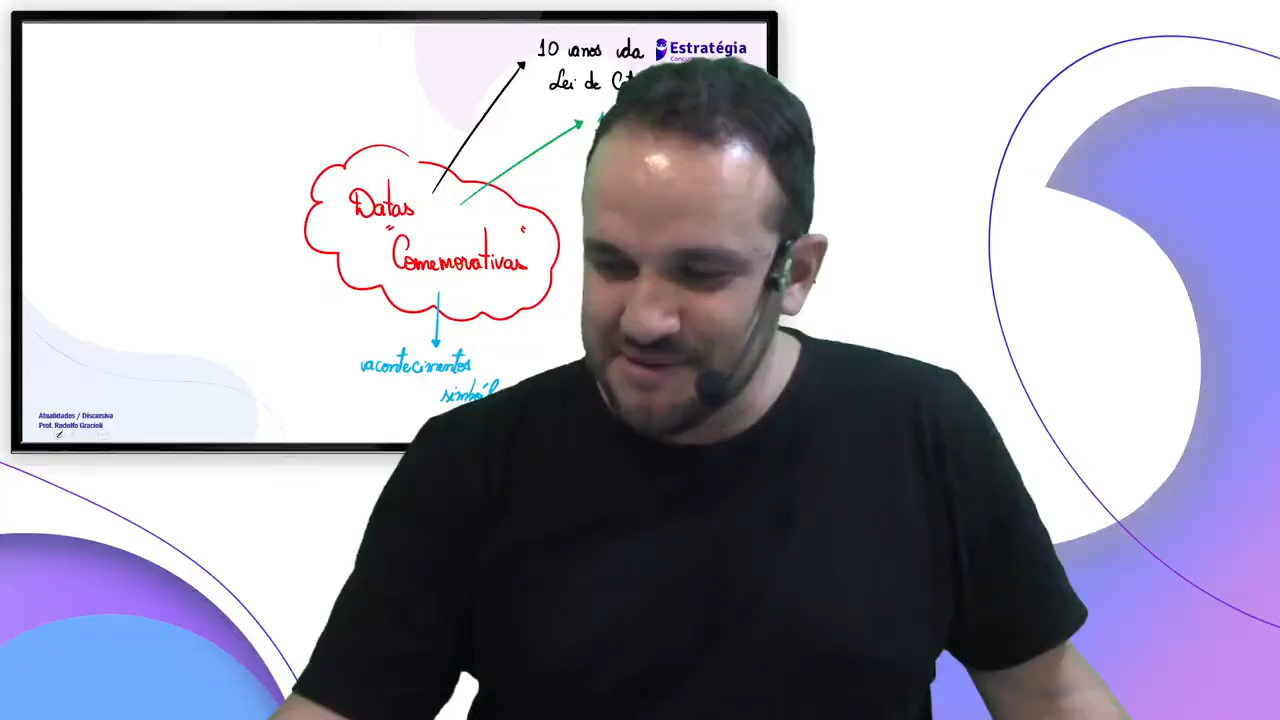 10 anos da
Estratégia
Lei de
Datas
"Comemorativas"
acontecimentos
Atualidades / Discursiva
Prof. Rodolfo Gracioli